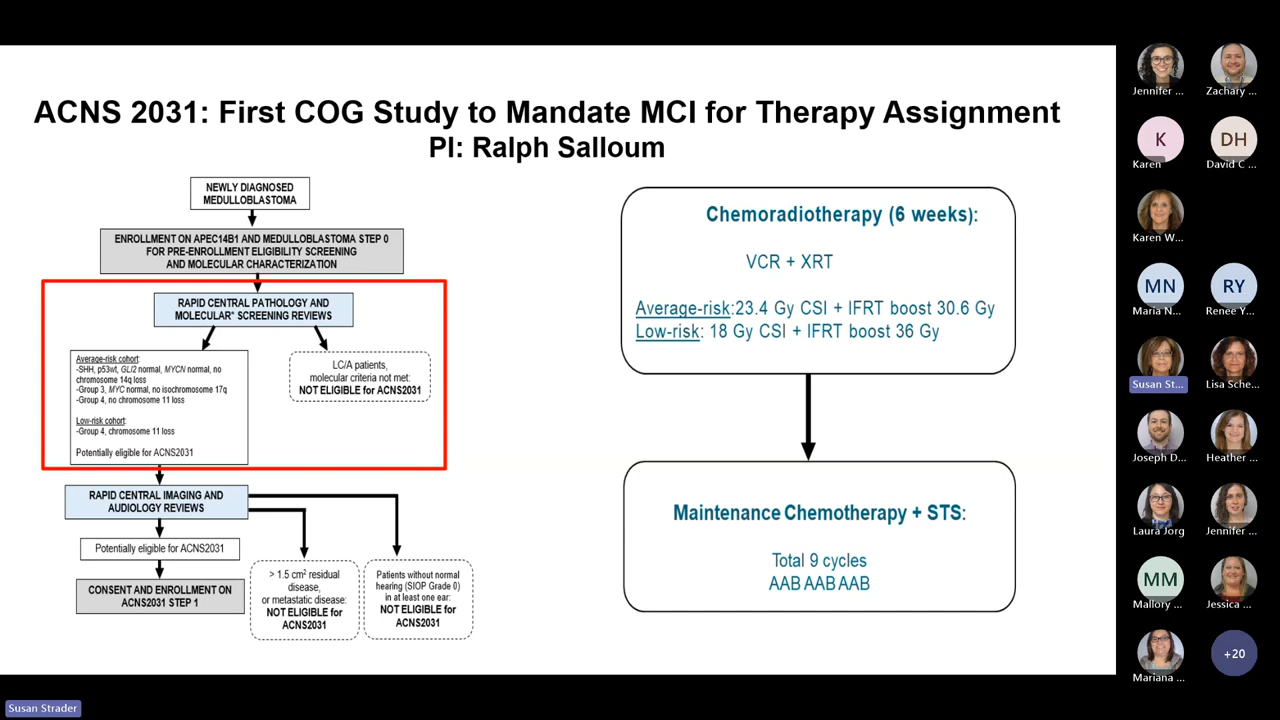 ACNS 2031: First COG Study to Mandate MCI for Therapy Assignment
PI: Ralph Salloum
NEWLY DIAGNOSED
MEDULLOBLASTOMA
ENROLLMENT ON APEC14B1 AND MEDULLOBLASTOMA STEP 0
FOR PRE-ENROLLMENT ELIGIBILITY SCREENING
AND MOLECULAR CHARACTERIZATION
RAPID CENTRAL PATHOLOGY AND
MOLECULAR* SCREENING REVIEWS
Average-risk cohort:
-SHH, p53wt, GLI2 normal, MYCN normal, no
chromosome 14q loss
-Group 3, MYC normal, no isochromosome 17q
-Group 4, no chromosome 11 loss
Low-risk cohort:
-Group 4, chromosome 11 loss
Potentially eligible for ACNS2031
LC/A patients,
molecular criteria not met:
NOT ELIGIBLE for ACNS2031
RAPID CENTRAL IMAGING AND
AUDIOLOGY REVIEWS
Potentially eligible for ACNS2031
CONSENT AND ENROLLMENT ON
ACNS2031 STEP 1
> 1.5 cm² residual
disease,
or metastatic disease:
NOT ELIGIBLE for
ACNS2031
Patients without normal
hearing (SIOP Grade 0)
in at least one ear:
NOT ELIGIBLE for
ACNS2031
Chemoradiotherapy (6 weeks):
VCR + XRT
Average-risk:23.4 Gy CSI + IFRT boost 30.6 Gy
Low-risk: 18 Gy CSI + IFRT boost 36 Gy
Maintenance Chemotherapy + STS:
Total 9 cycles
AAB AAB AAB
Jennifer ...
Zachary ...
K
Karen
DH
David C ...
Karen W...
MN
Maria N...
RY
Renee Y...
Susan St...
Lisa Sche...
Joseph D...
Heather ...
Laura Jorg
Jennifer ...
MM
Mallory ...
Jessica ...
Mariana ...
+20
Susan Strader